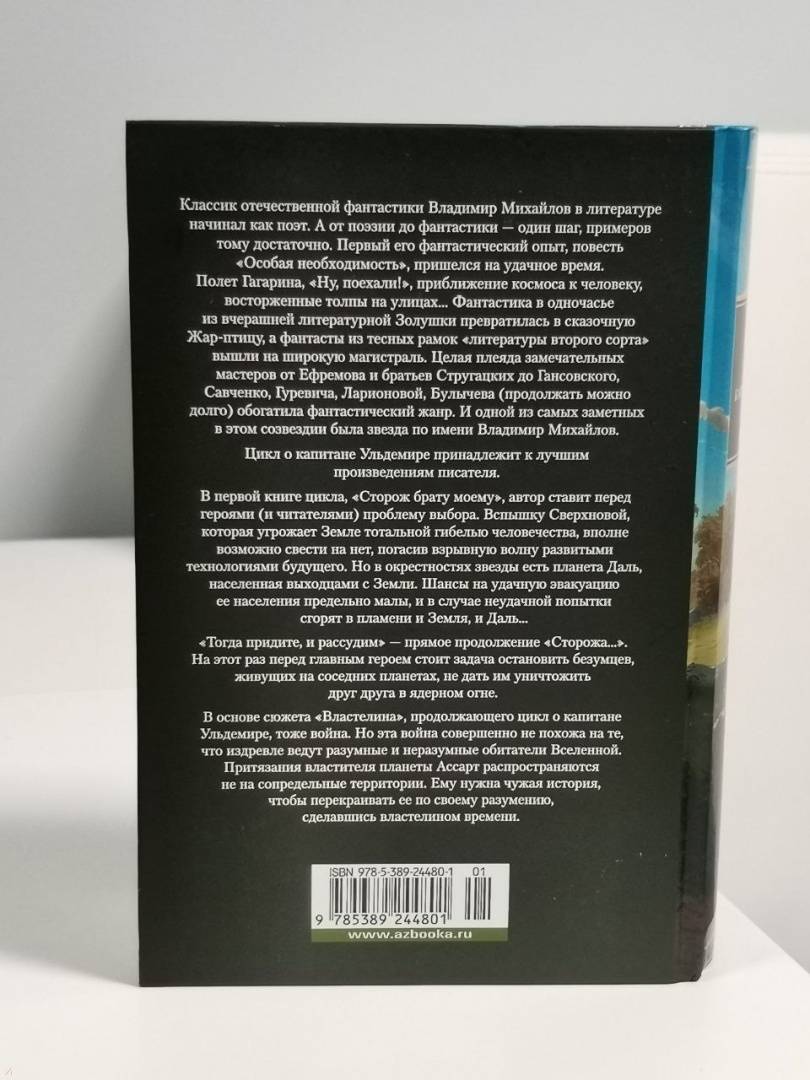 Классик отечественной фантастики Владимир Михайлов в литературе
начинал как поэт. А от поэзии до фантастики — один шаг, примеров
тому достаточно. Первый его фантастический опыт, повесть
«Особая необходимость», пришелся на удачное время.
Полет Гагарина, «Ну, поехали!», приближение космоса к человеку,
восторженные толпы на улицах... Фантастика в одночасье
из вчерашней литературной Золушки превратилась в сказочную
Жар-птицу, а фантасты из тесных рамок «литературы второго сорта»
вышли на широкую магистраль. Целая плеяда замечательных
мастеров от Ефремова и братьев Стругацких до Гансовского,
Савченко, Гуревича, Ларионовой, Булычева (продолжать можно
долго) обогатила фантастический жанр. И одной из самых заметных
в этом созвездии была звезда по имени Владимир Михайлов.
Цикл о капитане Ульдемире принадлежит к лучшим
произведениям писателя.
В первой книге цикла, «Сторож брату моему», автор ставит перед
героями (и читателями) проблему выбора. Вспышку Сверхновой,
которая угрожает Земле тотальной гибелью человечества, вполне
возможно свести на нет, погасив взрывную волну развитыми
технологиями будущего. Но в окрестностях звезды есть планета Даль,
населенная выходцами с Земли. Шансы на удачную эвакуацию
ее населения предельно малы, и в случае неудачной попытки
сгорят в пламени и Земля, и Даль...
«Тогда придите, и рассудим» — прямое продолжение «Сторожа...».
На этот раз перед главным героем стоит задача остановить безумцев,
живущих на соседних планетах, не дать им уничтожить
друг друга в ядерном огне.
В основе сюжета «Властелина», продолжающего цикл о капитане
Ульдемире, тоже война. Но эта война совершенно не похожа на те,
что издревле ведут разумные и неразумные обитатели Вселенной.
Притязания властителя планеты Ассарт распространяются
не на сопредельные территории. Ему нужна чужая история,
чтобы перекраивать ее по своему разумению,
сделавшись властелином времени.
ISBN 978-5-389-24480-1 01
9 785389 244801
www.azbooka.ru